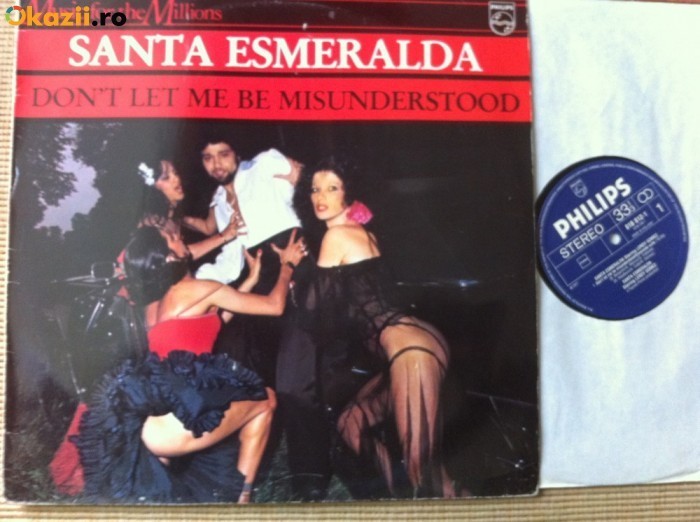 Okazii.ro
Music for the Millions
PHILIPS
SANTA ESMERALDA
DON'T LET ME BE MISUNDERSTOOD
PHILIPS
STEREO
33⅓
1